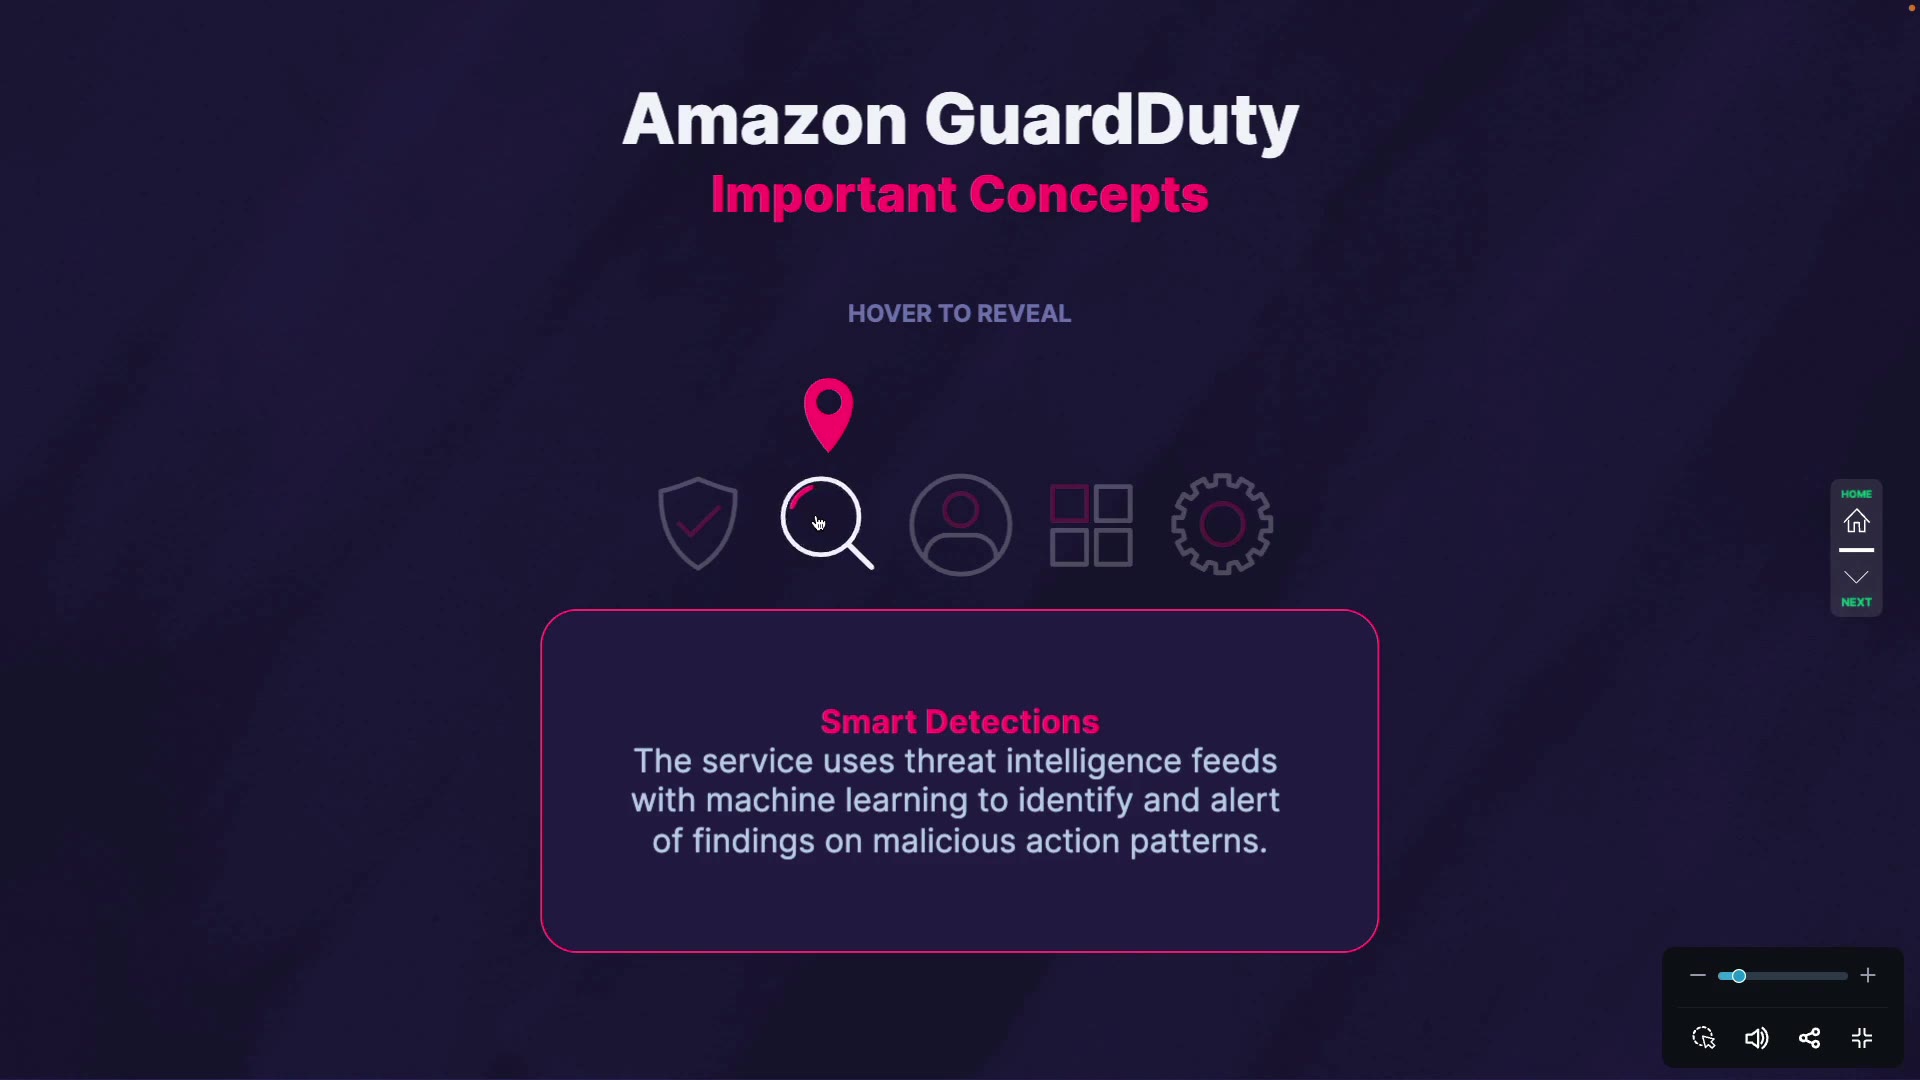 Amazon GuardDuty
Important Concepts
HOVER TO REVEAL
Smart Detections
The service uses threat intelligence feeds
with machine learning to identify and alert
of findings on malicious action patterns.
HOME
NEXT